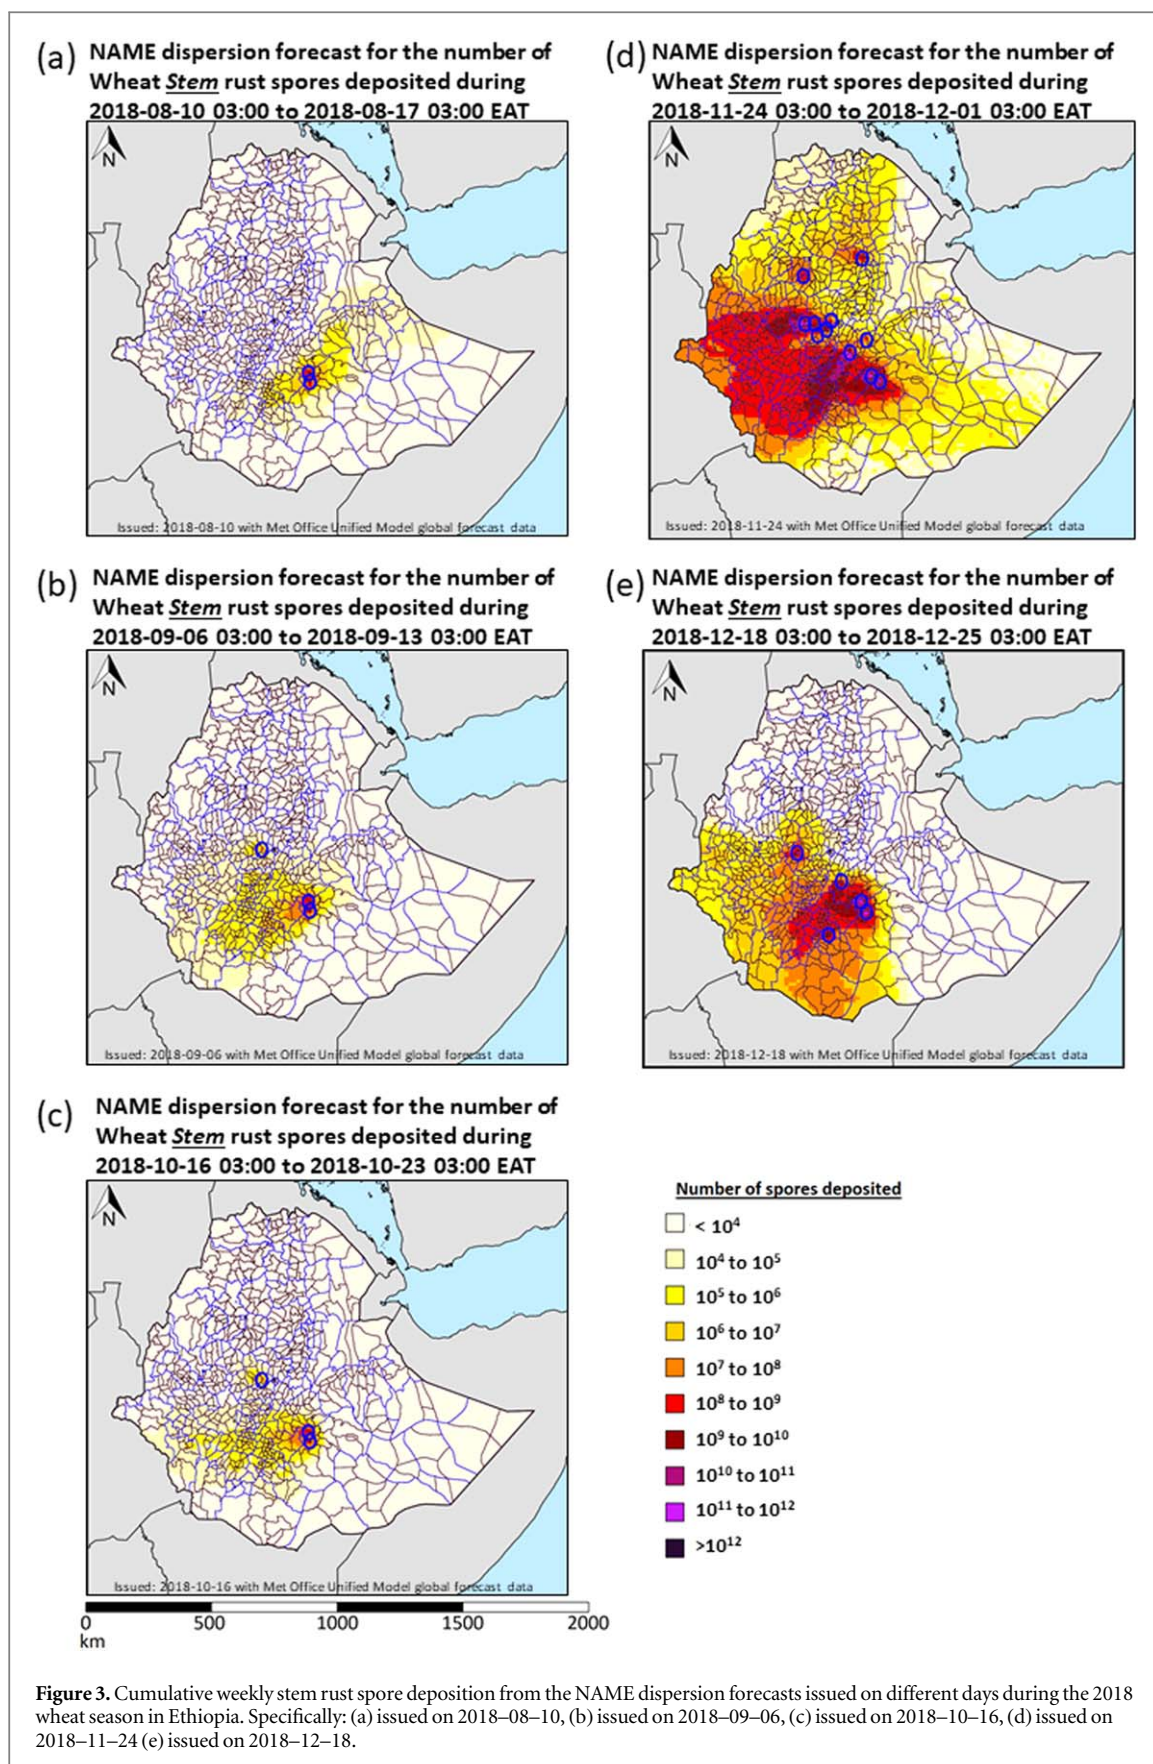 (a) NAME dispersion forecast for the number of
Wheat Stem rust spores deposited during
2018-08-10 03:00 to 2018-08-17 03:00 EAT
N
Issued: 2018-08-10 with Met Office Unified Model global forecast data
(b) NAME dispersion forecast for the number of
Wheat Stem rust spores deposited during
2018-09-06 03:00 to 2018-09-13 03:00 EAT
N
Issued: 2018-09-06 with Met Office Unified Model global forecast data
(c) NAME dispersion forecast for the number of
Wheat Stem rust spores deposited during
2018-10-16 03:00 to 2018-10-23 03:00 EAT
N
Issued: 2018-10-16 with Met Office Unified Model global forecast data
0 500 1000 1500 2000
km
(d) NAME dispersion forecast for the number of
Wheat Stem rust spores deposited during
2018-11-24 03:00 to 2018-12-01 03:00 EAT
N
Issued: 2018-11-24 with Met Office Unified Model global forecast data
(e) NAME dispersion forecast for the number of
Wheat Stem rust spores deposited during
2018-12-18 03:00 to 2018-12-25 03:00 EAT
N
Issued: 2018-12-18 with Met Office Unified Model global forecast data
Number of spores deposited
< 10⁴
10⁴ to 10⁵
10⁵ to 10⁶
10⁶ to 10⁷
10⁷ to 10⁸
10⁸ to 10⁹
10⁹ to 10¹⁰
10¹⁰ to 10¹¹
10¹¹ to 10¹²
>10¹²
Figure 3. Cumulative weekly stem rust spore deposition from the NAME dispersion forecasts issued on different days during the 2018
wheat season in Ethiopia. Specifically: (a) issued on 2018–08–10, (b) issued on 2018–09–06, (c) issued on 2018–10–16, (d) issued on
2018–11–24 (e) issued on 2018–12–18.